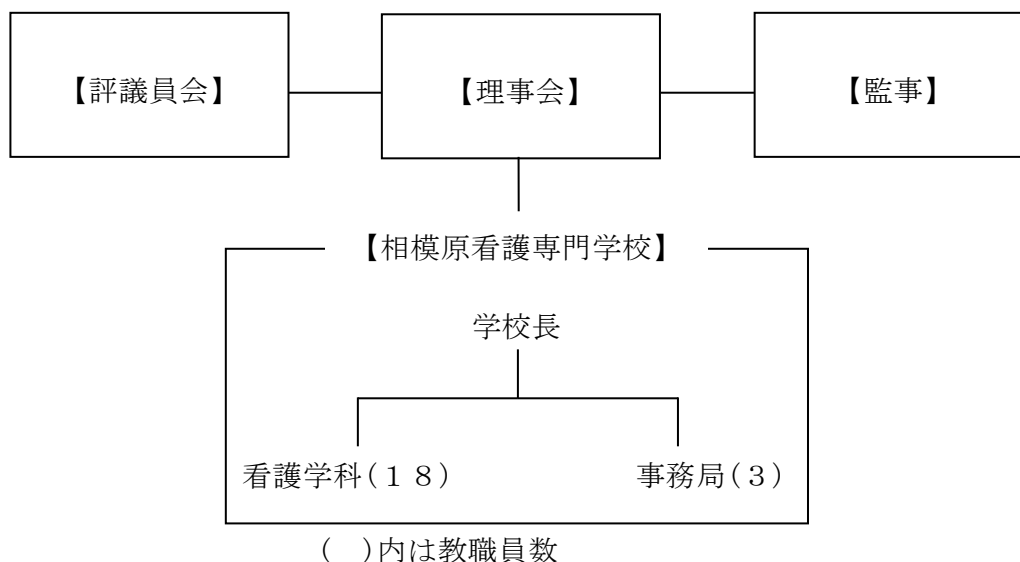 【評議員会】 【理事会】 【監事】
【相模原看護専門学校】
学校長
看護学科(１８) 事務局(３)
(　)内は教職員数